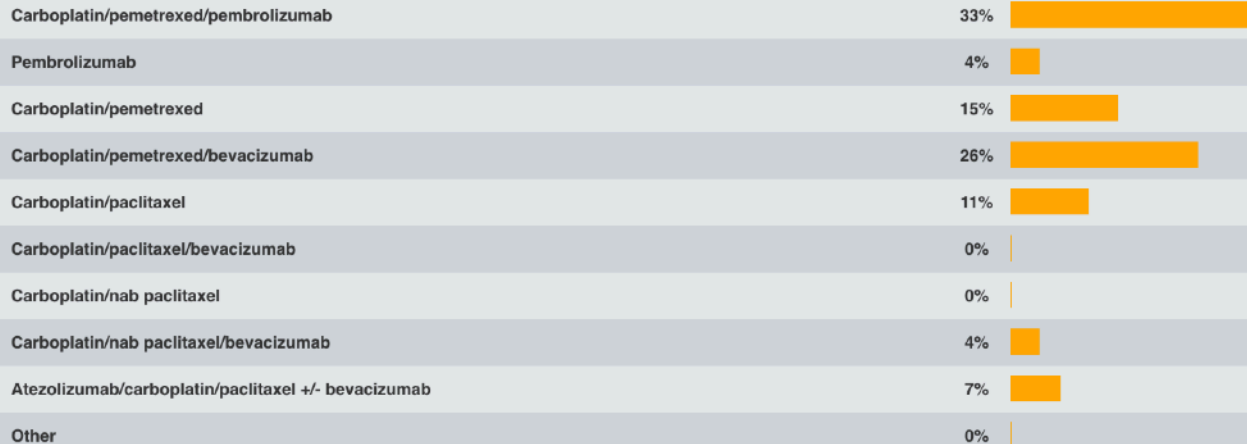 Carboplatin/pemetrexed/pembrolizumab 33%
Pembrolizumab 4%
Carboplatin/pemetrexed 15%
Carboplatin/pemetrexed/bevacizumab 26%
Carboplatin/paclitaxel 11%
Carboplatin/paclitaxel/bevacizumab 0%
Carboplatin/nab paclitaxel 0%
Carboplatin/nab paclitaxel/bevacizumab 4%
Atezolizumab/carboplatin/paclitaxel +/- bevacizumab 7%
Other 0%